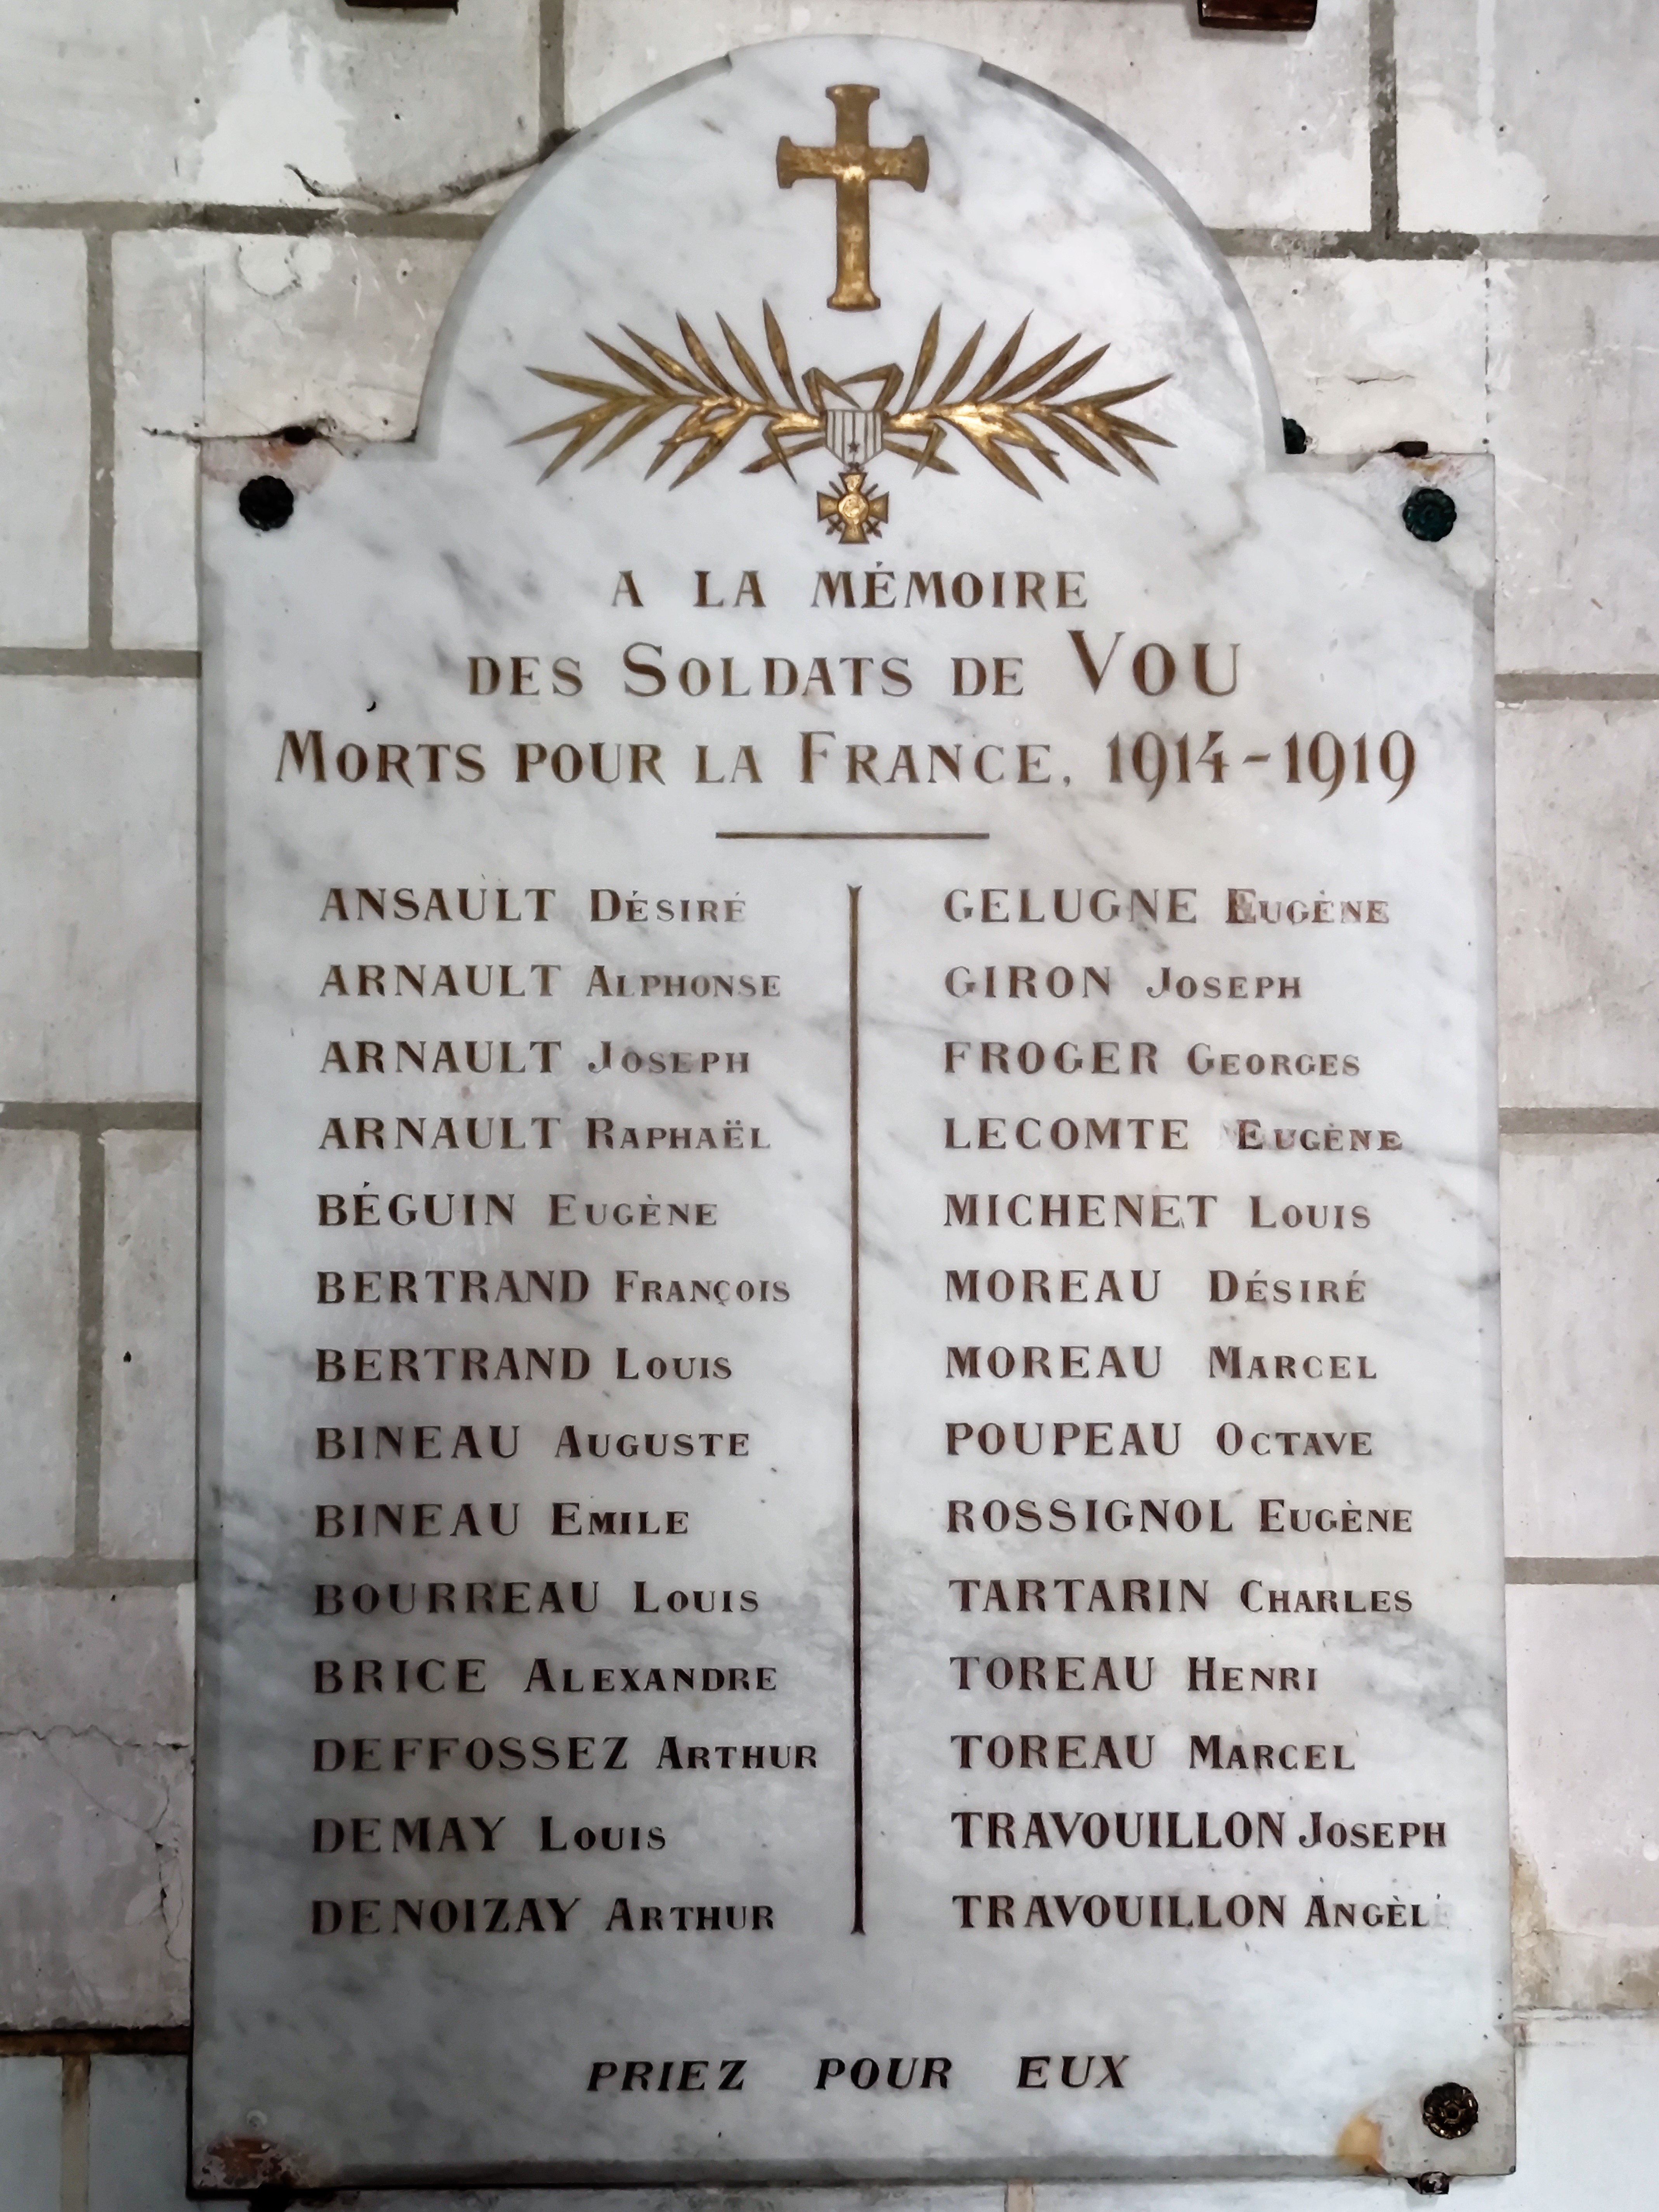 A LA MÉMOIRE
DES SOLDATS DE VOU
MORTS POUR LA FRANCE, 1914-1919
ANSAULT DÉSIRÉ
ARNAULT ALPHONSE
ARNAULT JOSEPH
ARNAULT RAPHAËL
BÉGUIN EUGÈNE
BERTRAND FRANÇOIS
BERTRAND LOUIS
BINEAU AUGUSTE
BINEAU EMILE
BOURREAU LOUIS
BRICE ALEXANDRE
DEFFOSSEZ ARTHUR
DEMAY LOUIS
DENOIZAY ARTHUR
GELUGNE EUGÈNE
GIRON JOSEPH
FROGER GEORGES
LECOMTE EUGÈNE
MICHENET LOUIS
MOREAU DÉSIRÉ
MOREAU MARCEL
POUPEAU OCTAVE
ROSSIGNOL EUGÈNE
TARTARIN CHARLES
TOREAU HENRI
TOREAU MARCEL
TRAVOUILLON JOSEPH
TRAVOUILLON ANGÈL
PRIEZ POUR EUX